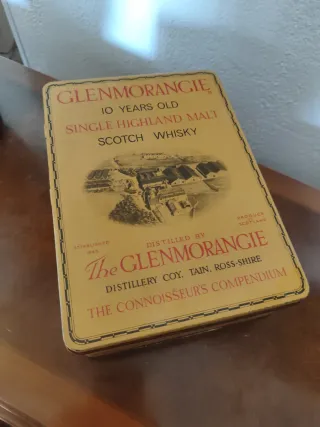 GLENMORANGIE
10 YEARS OLD
SINGLE HIGHLAND MALT
SCOTCH WHISKY
DISTILLED BY
The GLENMORANGIE
DISTILLERY COY, TAIN, ROSS-SHIRE
THE CONNOISSEUR'S COMPENDIUM